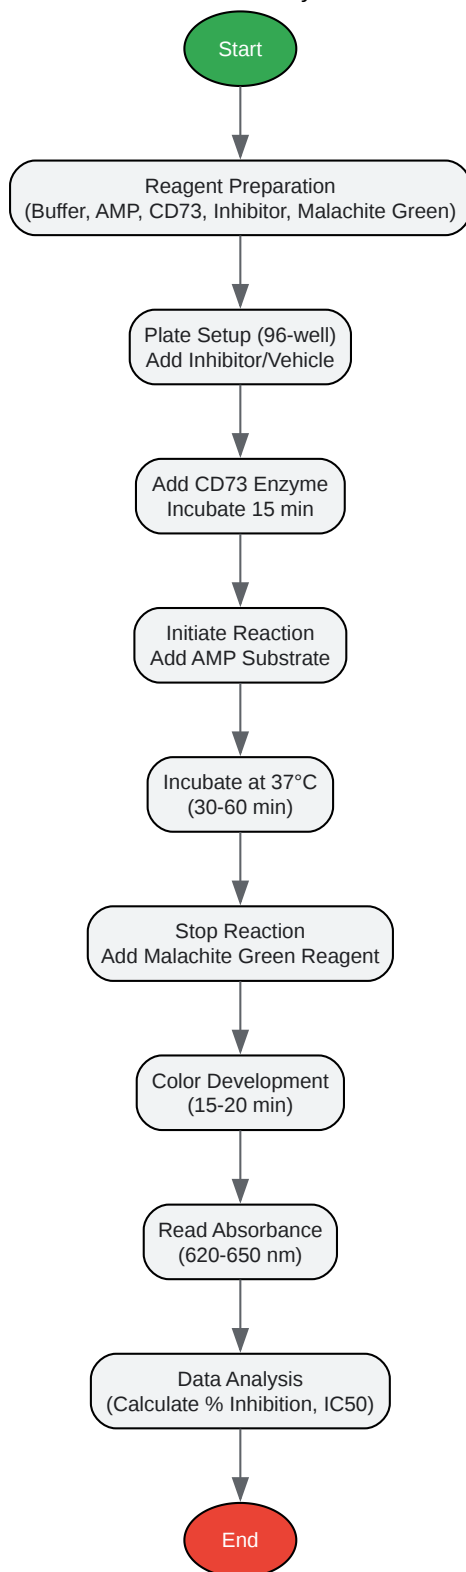 Start
Reagent Preparation
(Buffer, AMP, CD73, Inhibitor, Malachite Green)
Plate Setup (96-well)
Add Inhibitor/Vehicle
Add CD73 Enzyme
Incubate 15 min
Initiate Reaction
Add AMP Substrate
Incubate at 37°C
(30-60 min)
Stop Reaction
Add Malachite Green Reagent
Color Development
(15-20 min)
Read Absorbance
(620-650 nm)
Data Analysis
(Calculate % Inhibition, IC50)
End